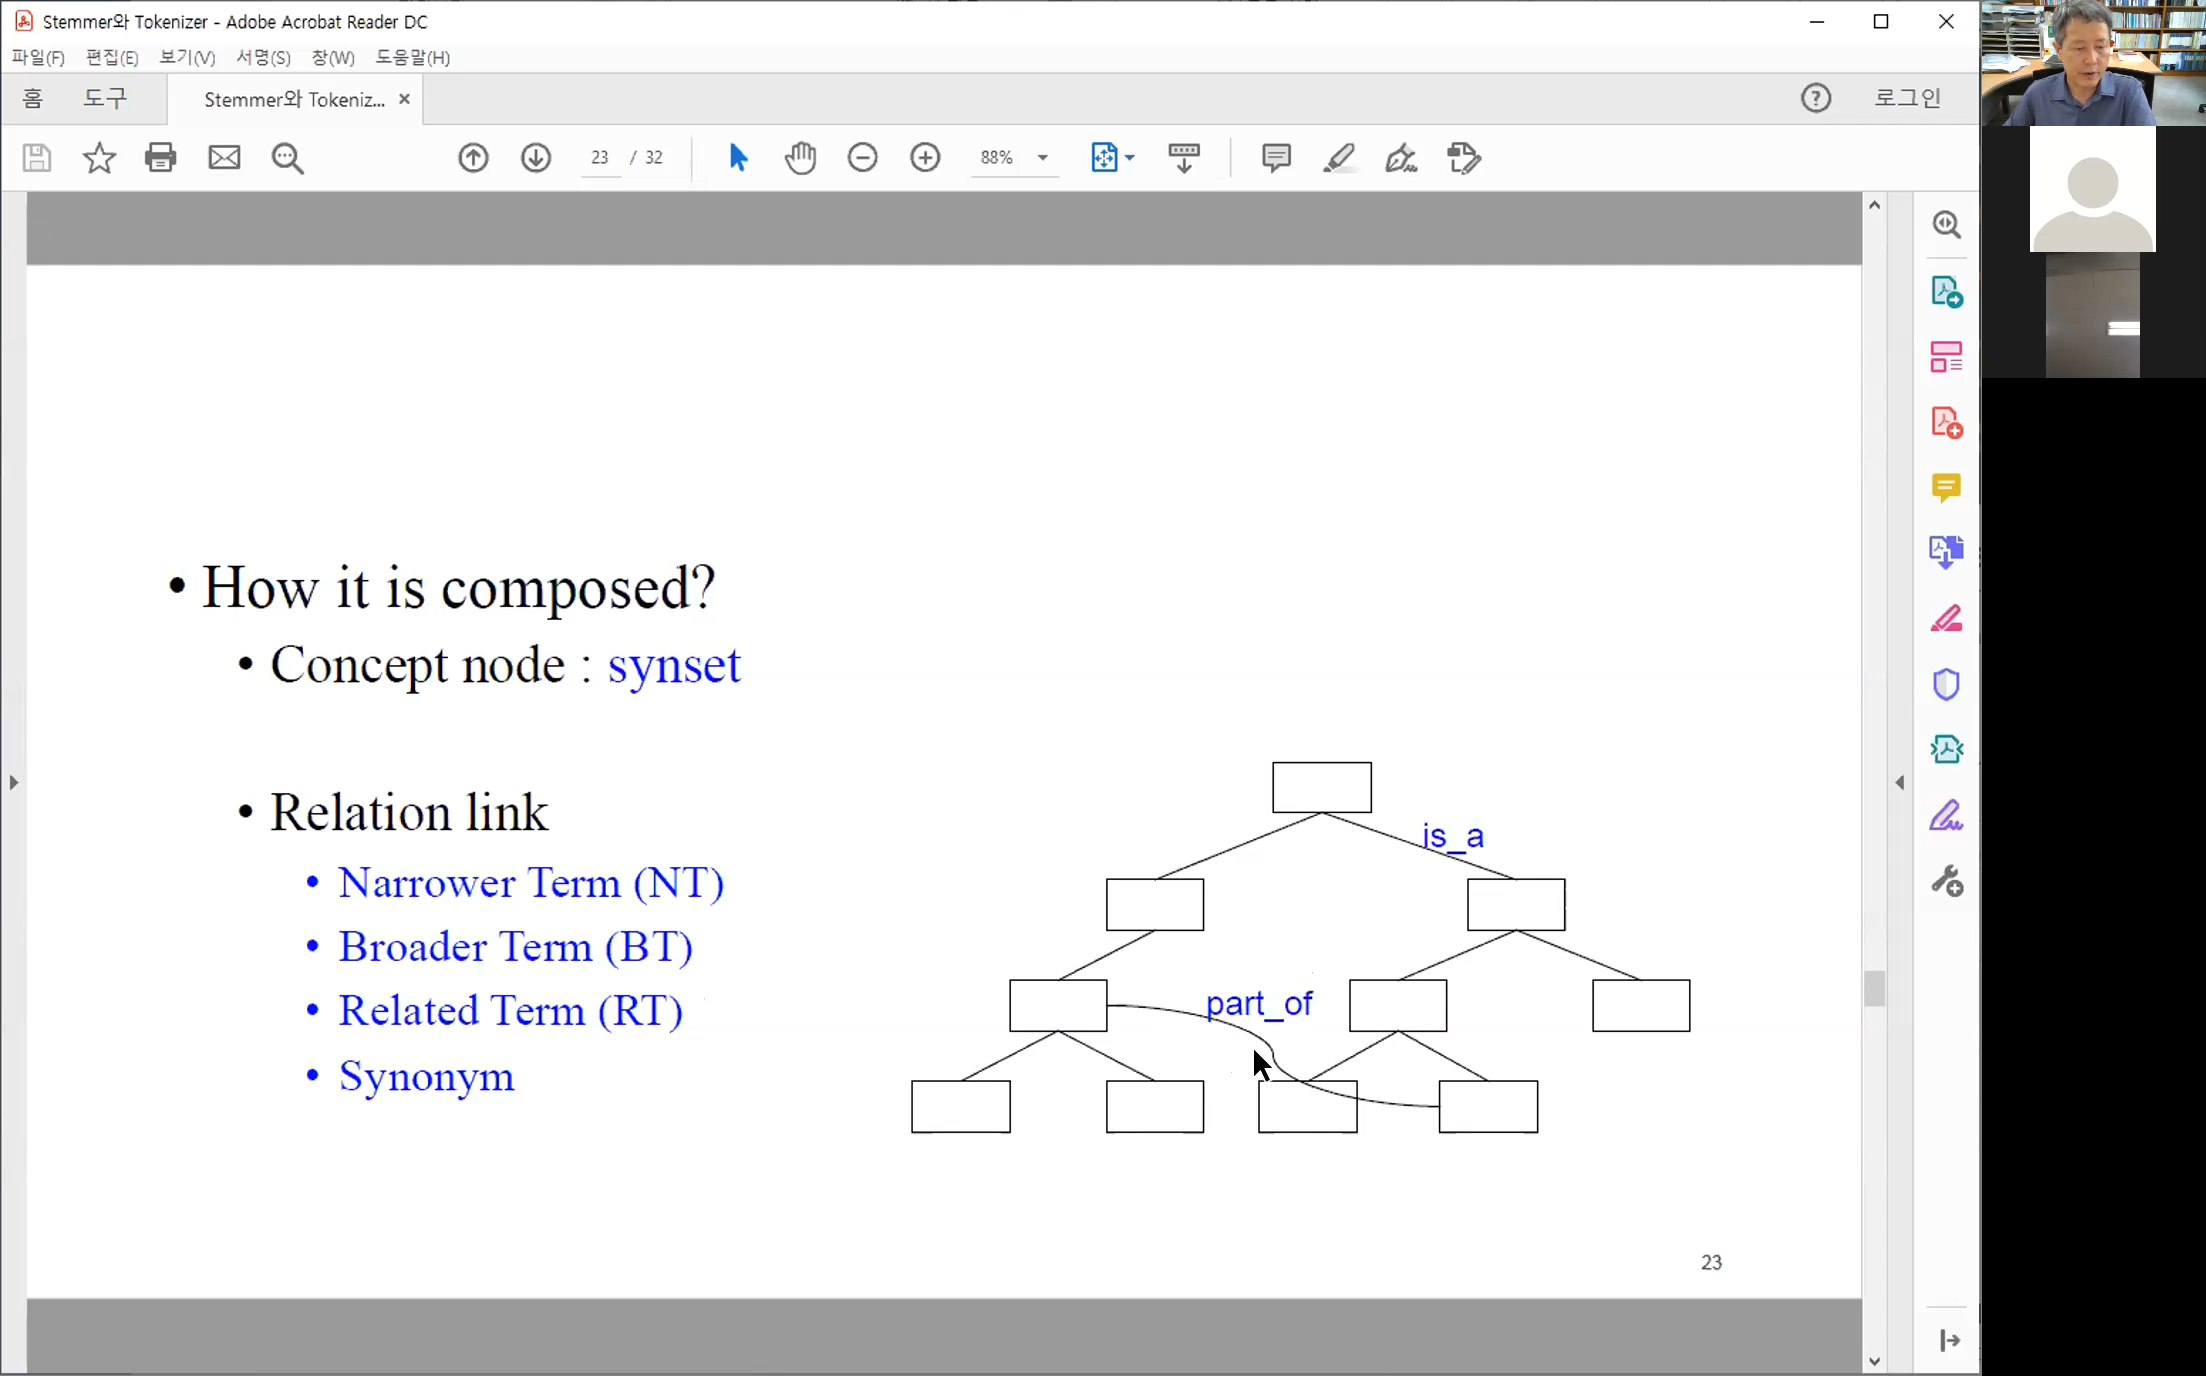 Stemmer와 Tokenizer - Adobe Acrobat Reader DC
파일(F) 편집(E) 보기(V) 서명(S) 창(W) 도움말(H)
홈 도구 Stemmer와 Tokeniz... 로그인
23 / 32 88%
• How it is composed?
• Concept node : synset
• Relation link
• Narrower Term (NT)
• Broader Term (BT)
• Related Term (RT)
• Synonym
is_a
part_of
23